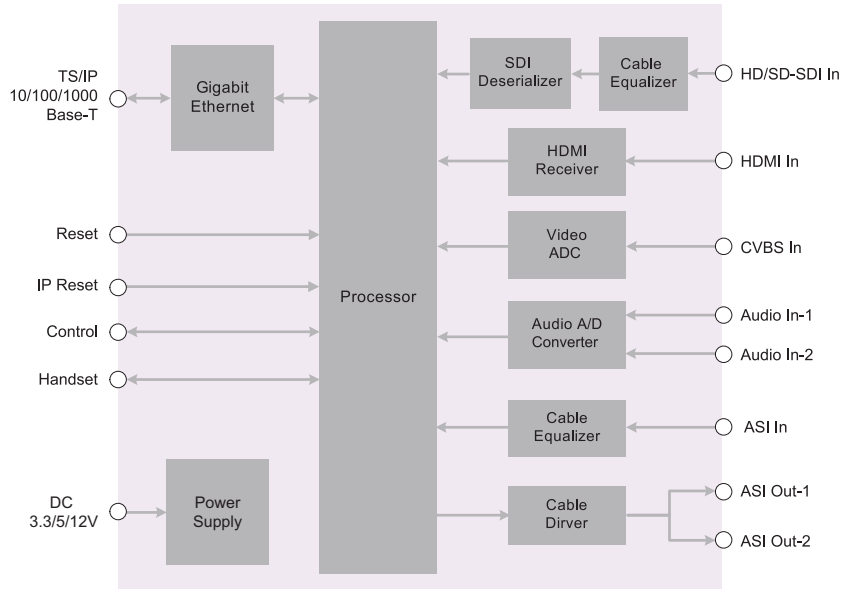 TS/IP
10/100/1000
Base-T
Gigabit
Ethernet
Reset
IP Reset
Control
Handset
DC
3.3/5/12V
Power
Supply
Processor
SDI
Deserializer
Cable
Equalizer
HD/SD-SDI In
HDMI
Receiver
HDMI In
Video
ADC
CVBS In
Audio A/D
Converter
Audio In-1
Audio In-2
Cable
Equalizer
ASI In
Cable
Dirver
ASI Out-1
ASI Out-2